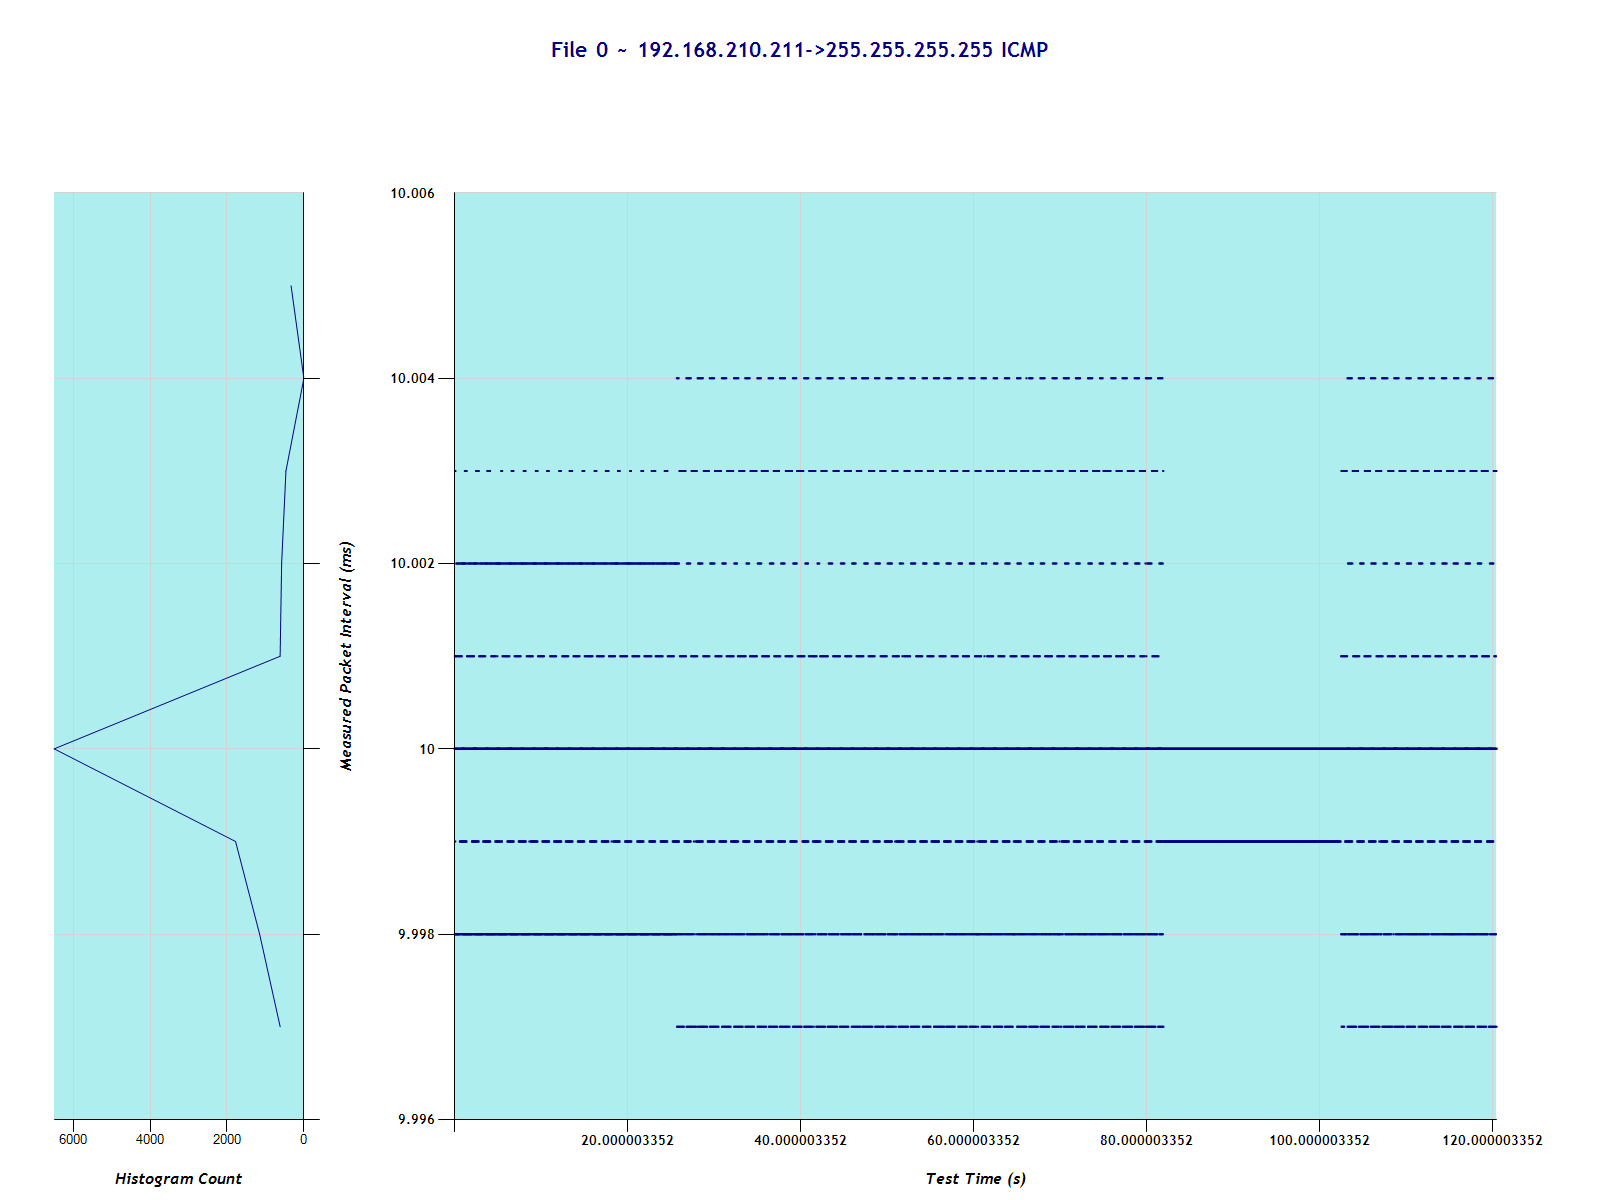 File 0 ~ 192.168.210.211->255.255.255.255 ICMP
10.006
10.004
10.002
10
9.998
9.996
Measured Packet Interval (ms)
6000 4000 2000 0
Histogram Count
20.000003352 40.000003352 60.000003352 80.000003352 100.000003352 120.000003352
Test Time (s)